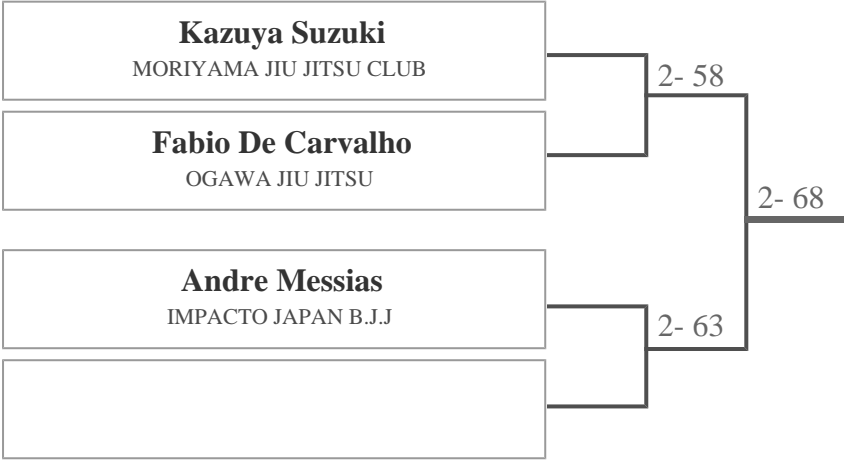 Kazuya Suzuki
MORIYAMA JIU JITSU CLUB
2- 58
Fabio De Carvalho
OGAWA JIU JITSU
2- 68
Andre Messias
IMPACTO JAPAN B.J.J
2- 63